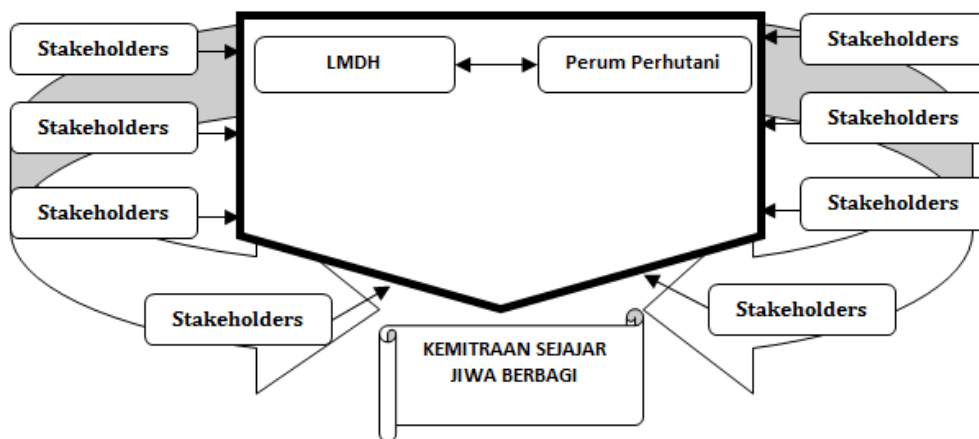 Stakeholders
Stakeholders
LMDH
Perum Perhutani
Stakeholders
Stakeholders
Stakeholders
Stakeholders
Stakeholders
Stakeholders
KEMITRAAN SEJAJAR
JIWA BERBAGI